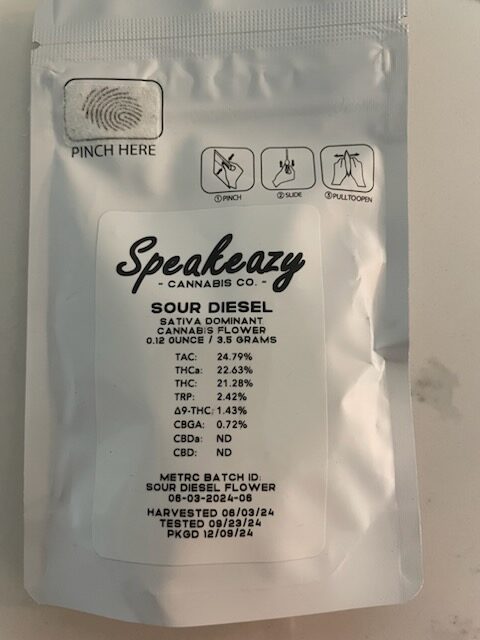 PINCH HERE
①PINCH
②SLIDE
③PULLTOOPEN
Speakeazy
- CANNABIS CO. -
SOUR DIESEL
SATIVA DOMINANT
CANNABIS FLOWER
0.12 OUNCE / 3.5 GRAMS
TAC: 24.79%
THCa: 22.63%
THC: 21.28%
TRP: 2.42%
Δ9-THC: 1.43%
CBGA: 0.72%
CBDa: ND
CBD: ND
METRC BATCH ID:
SOUR DIESEL FLOWER
06-03-2024-06
HARVESTED 06/03/24
TESTED 09/23/24
PKGD 12/09/24